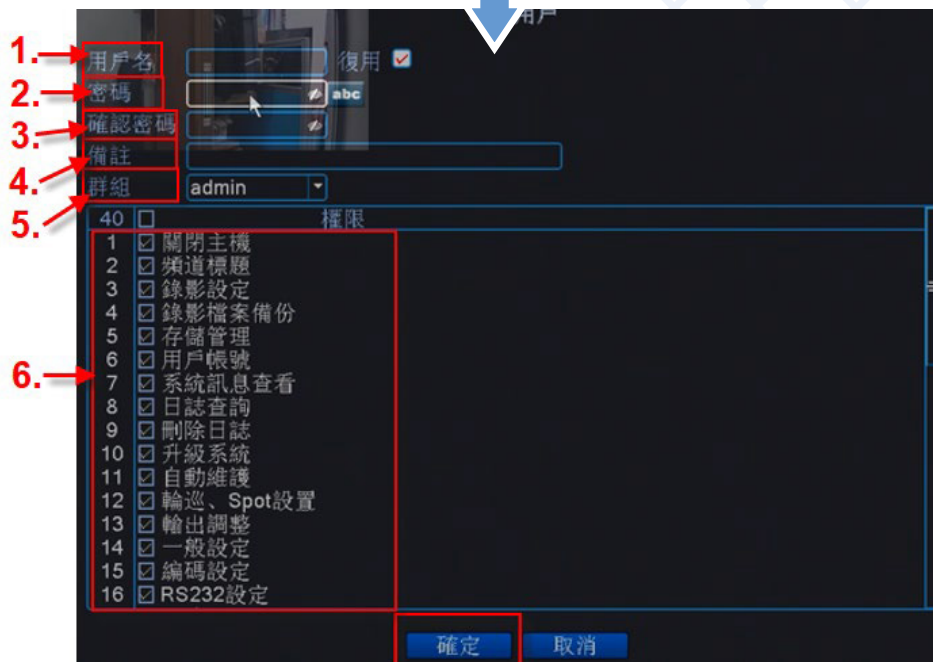 用戶
1. 用戶名 復用
2. 密碼 abc
3. 確認密碼
4. 備註
5. 群組 admin
40 權限
1 關閉主機
2 頻道標題
3 錄影設定
4 錄影檔案備份
5 存儲管理
6 用戶帳號
6. 7 系統訊息查看
8 日誌查詢
9 刪除日誌
10 升級系統
11 自動維護
12 輪巡、Spot設置
13 輸出調整
14 一般設定
15 編碼設定
16 RS232設定
確定 取消